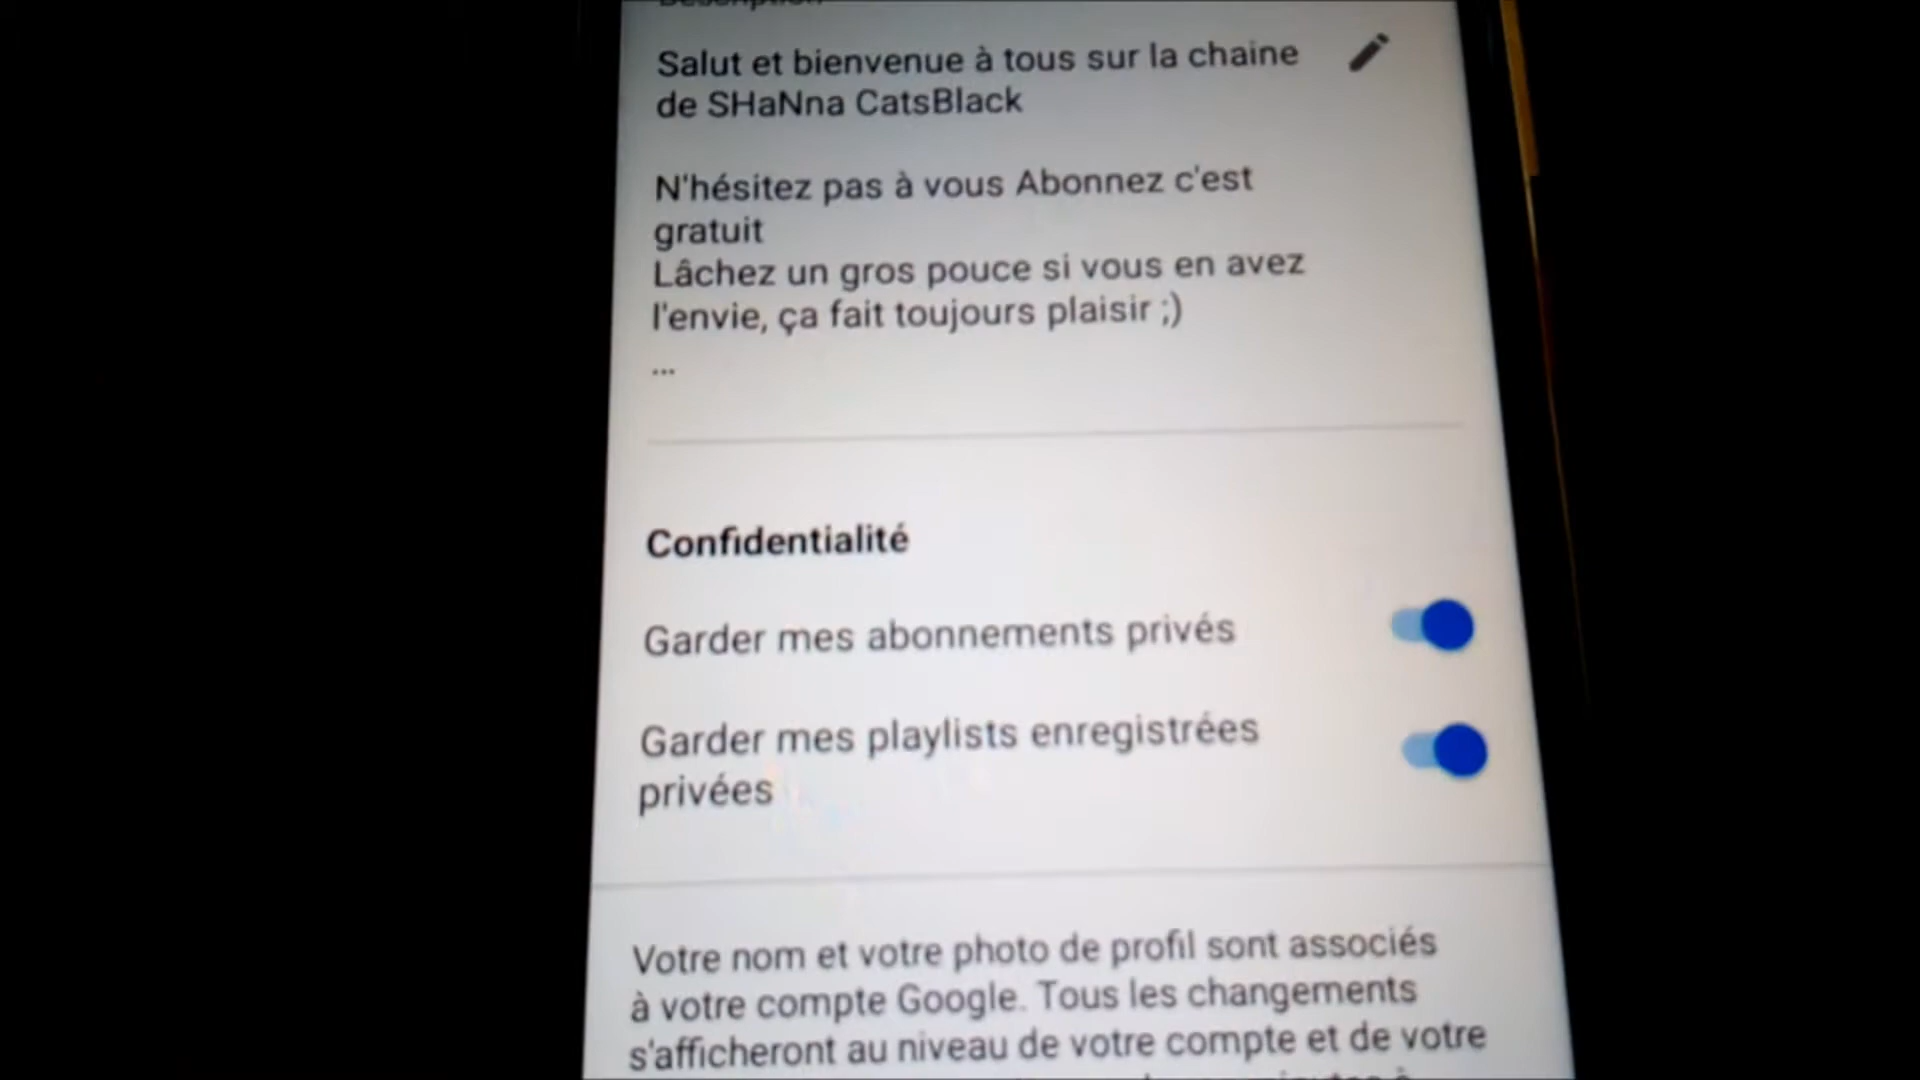 Description
Salut et bienvenue à tous sur la chaine
de SHaNna CatsBlack
N'hésitez pas à vous Abonnez c'est
gratuit
Lâchez un gros pouce si vous en avez
l'envie, ça fait toujours plaisir ;)
...
Confidentialité
Garder mes abonnements privés
Garder mes playlists enregistrées
privées
Votre nom et votre photo de profil sont associés
à votre compte Google. Tous les changements
s'afficheront au niveau de votre compte et de votre